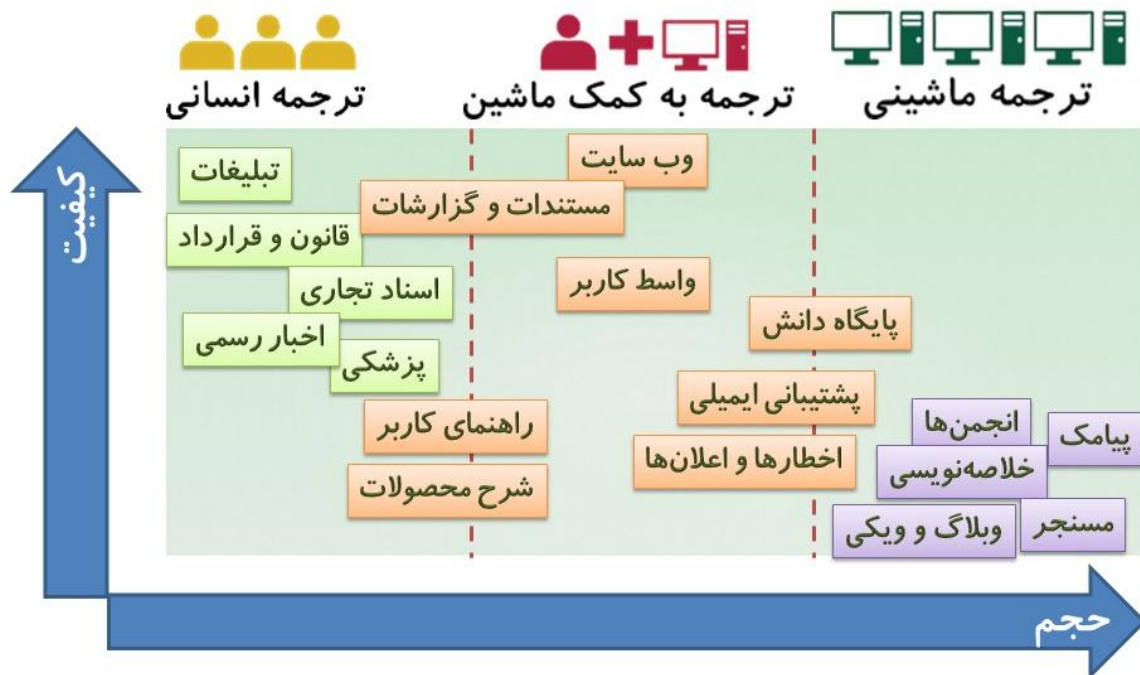 ترجمه ماشینی
ترجمه به کمک ماشین
ترجمه انسانی
کیفیت
وب سایت
تبلیغات
مستندات و گزارشات
قانون و قرارداد
واسط کاربر
اسناد تجاری
پایگاه دانش
اخبار رسمی
پزشکی
پشتیبانی ایمیلی
راهنمای کاربر
انجمن‌ها
پیامک
اخطارها و اعلان‌ها
خلاصه‌نویسی
شرح محصولات
مسنجر
وبلاگ و ویکی
حجم